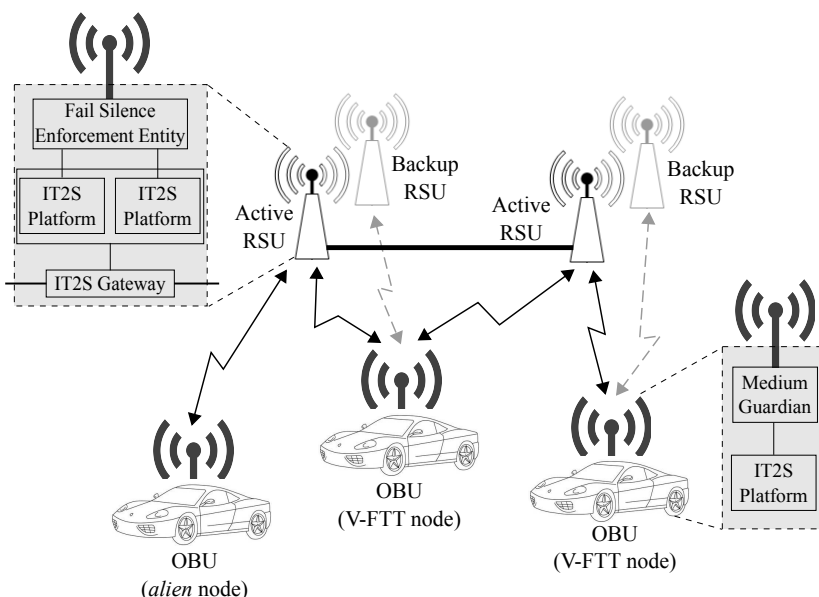 Fail Silence
Enforcement Entity
IT2S
Platform
IT2S
Platform
IT2S Gateway
Active
RSU
Backup
RSU
Active
RSU
Backup
RSU
Medium
Guardian
IT2S
Platform
OBU
(alien node)
OBU
(V-FTT node)
OBU
(V-FTT node)